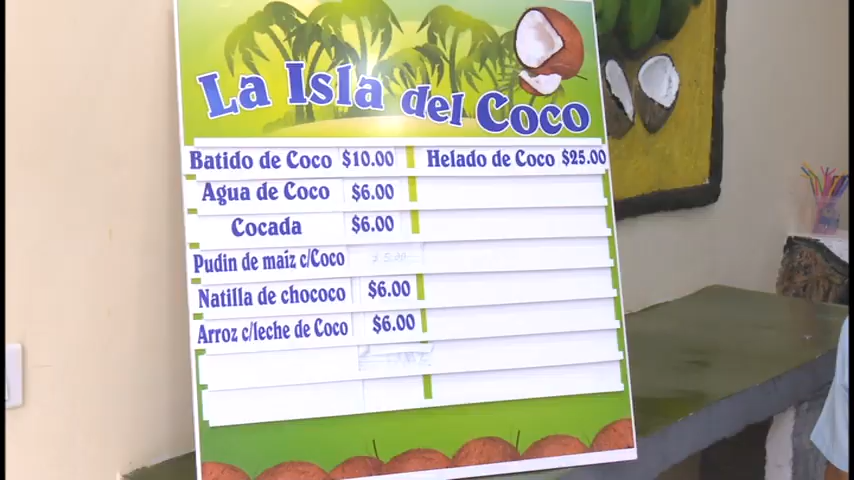 La Isla del Coco
Batido de Coco $10.00 Helado de Coco $25.00
Agua de Coco $6.00
Cocada $6.00
Pudin de maiz c/Coco
Natilla de chococo $6.00
Arroz c/leche de Coco $6.00